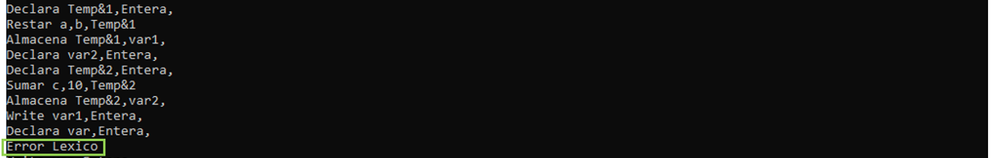 Declara Temp&1,Entera,
Restar a,b,Temp&1
Almacena Temp&1,var1,
Declara var2,Entera,
Declara Temp&2,Entera,
Sumar c,10,Temp&2
Almacena Temp&2,var2,
Write var1,Entera,
Declara var,Entera,
Error Lexico